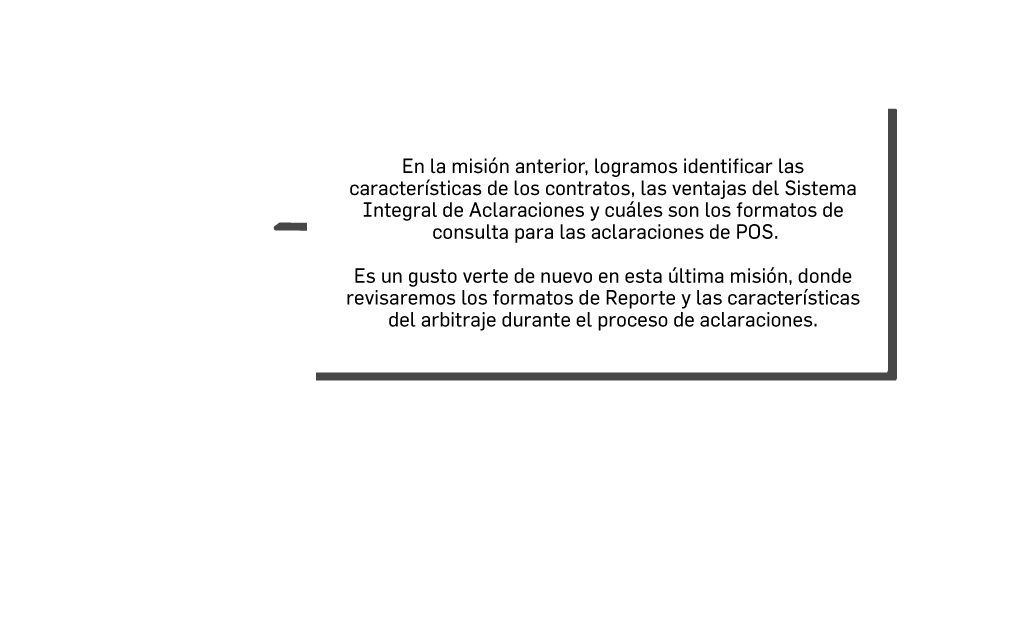 En la misión anterior, logramos identificar las
características de los contratos, las ventajas del Sistema
Integral de Aclaraciones y cuáles son los formatos de
consulta para las aclaraciones de POS.
Es un gusto verte de nuevo en esta última misión, donde
revisaremos los formatos de Reporte y las características
del arbitraje durante el proceso de aclaraciones.